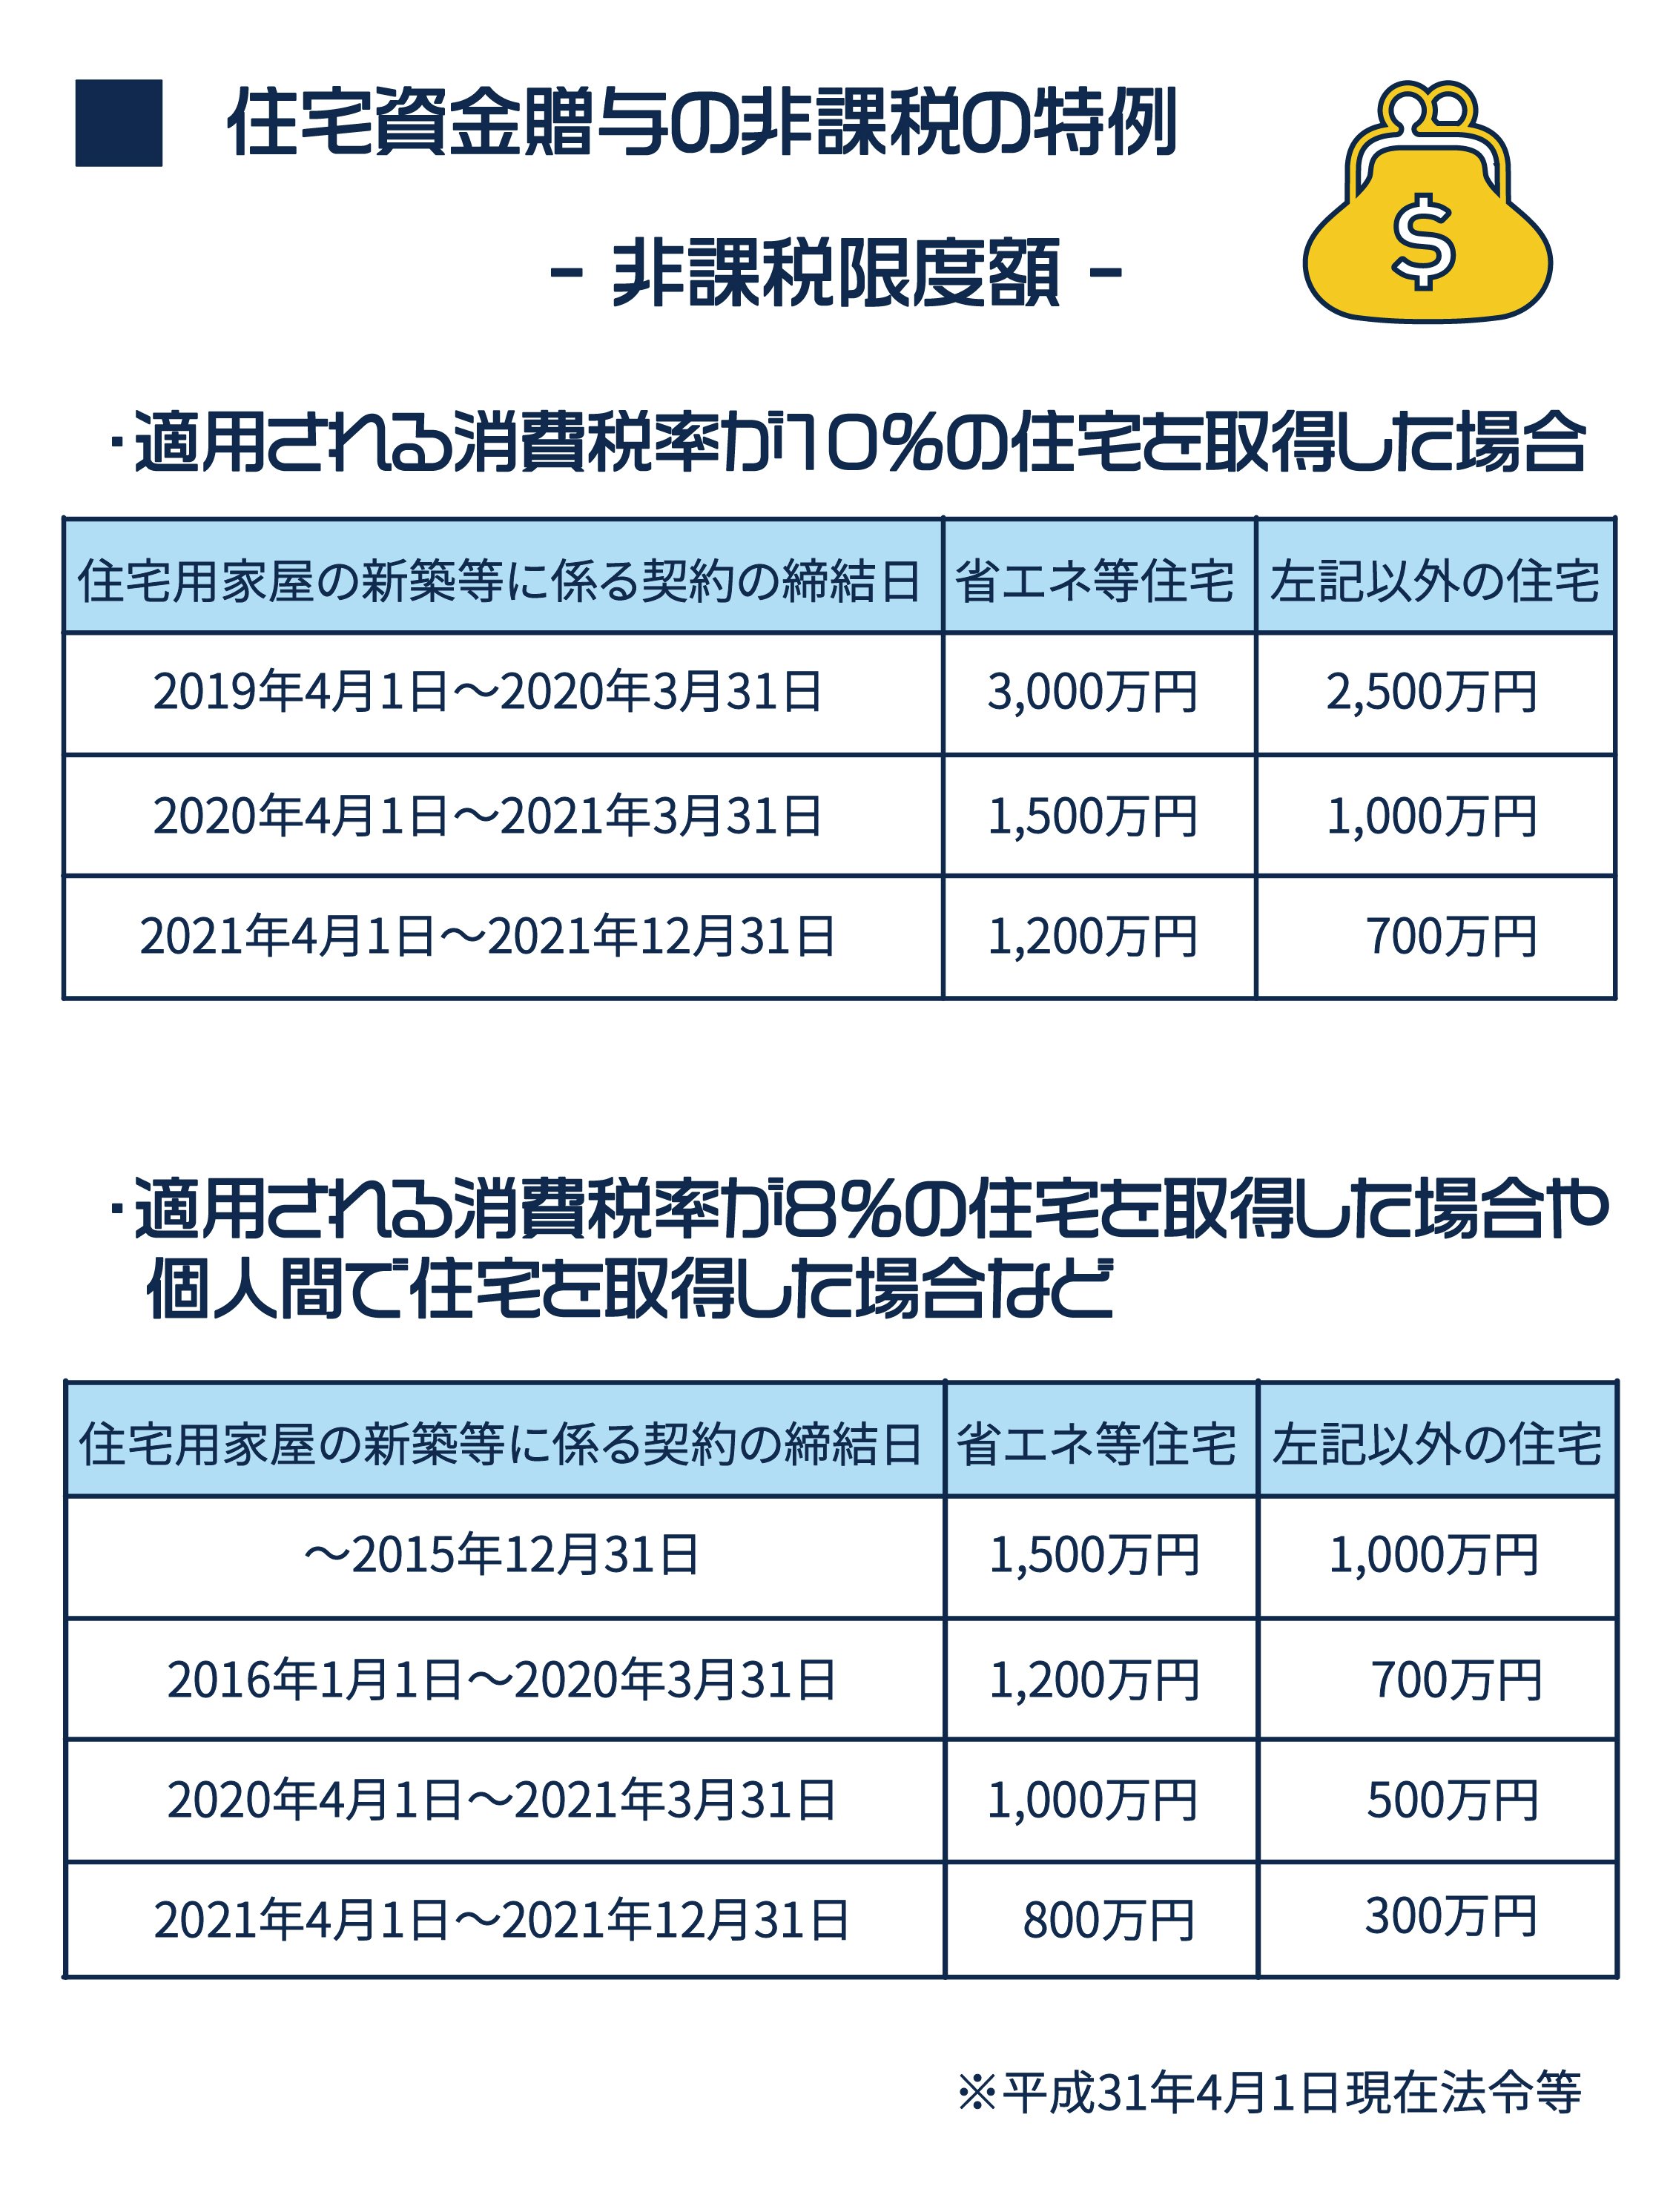 ■ 住宅資金贈与の非課税の特例
- 非課税限度額 -
$
・適用される消費税率が10%の住宅を取得した場合
住宅用家屋の新築等に係る契約の締結日 省エネ等住宅 左記以外の住宅
2019年4月1日～2020年3月31日 3,000万円 2,500万円
2020年4月1日～2021年3月31日 1,500万円 1,000万円
2021年4月1日～2021年12月31日 1,200万円 700万円
・適用される消費税率が8%の住宅を取得した場合や
個人間で住宅を取得した場合など
住宅用家屋の新築等に係る契約の締結日 省エネ等住宅 左記以外の住宅
～2015年12月31日 1,500万円 1,000万円
2016年1月1日～2020年3月31日 1,200万円 700万円
2020年4月1日～2021年3月31日 1,000万円 500万円
2021年4月1日～2021年12月31日 800万円 300万円
※平成31年4月1日現在法令等